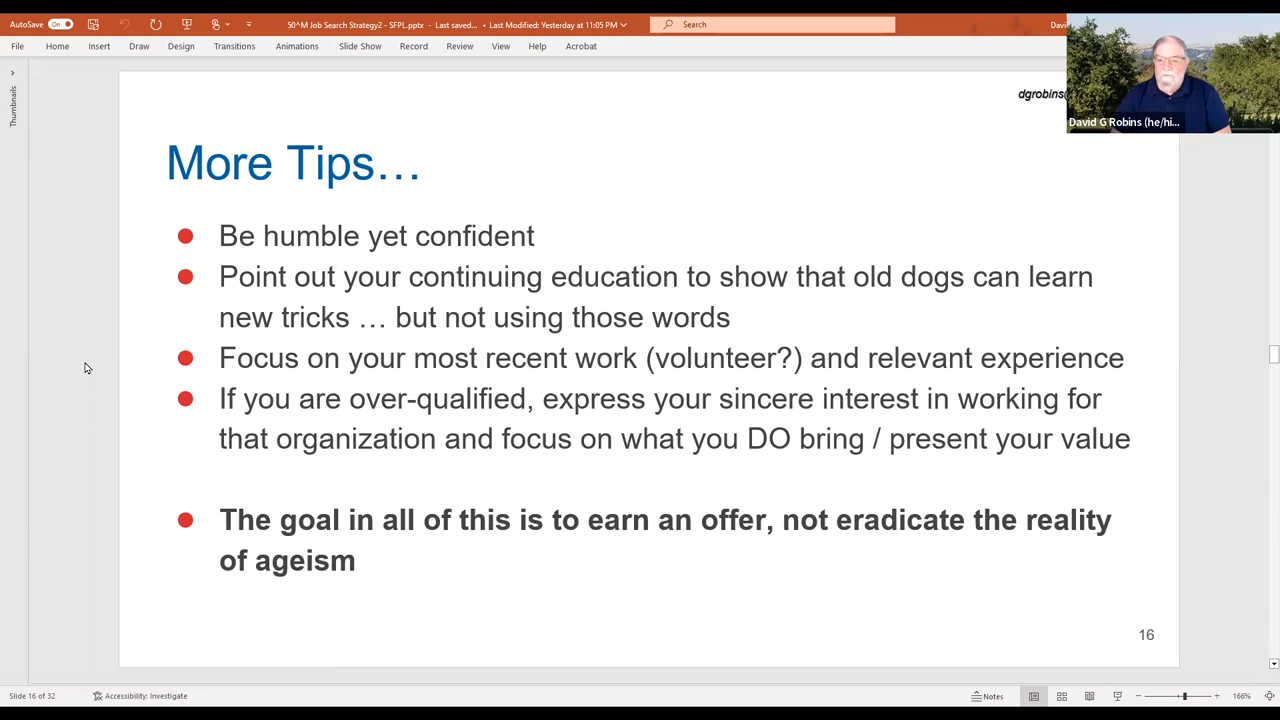 AutoSave On 50^M Job Search Strategy2 - SFPL.pptx - Last saved... • Last Modified: Yesterday at 11:05 PM Search
File Home Insert Draw Design Transitions Animations Slide Show Record Review View Help Acrobat
Thumbnails
dgrobins@
David G Robins (he/hi...
More Tips…
● Be humble yet confident
● Point out your continuing education to show that old dogs can learn
new tricks … but not using those words
● Focus on your most recent work (volunteer?) and relevant experience
● If you are over-qualified, express your sincere interest in working for
that organization and focus on what you DO bring / present your value
● The goal in all of this is to earn an offer, not eradicate the reality
of ageism
16
Slide 16 of 32 Accessibility: Investigate Notes 166%